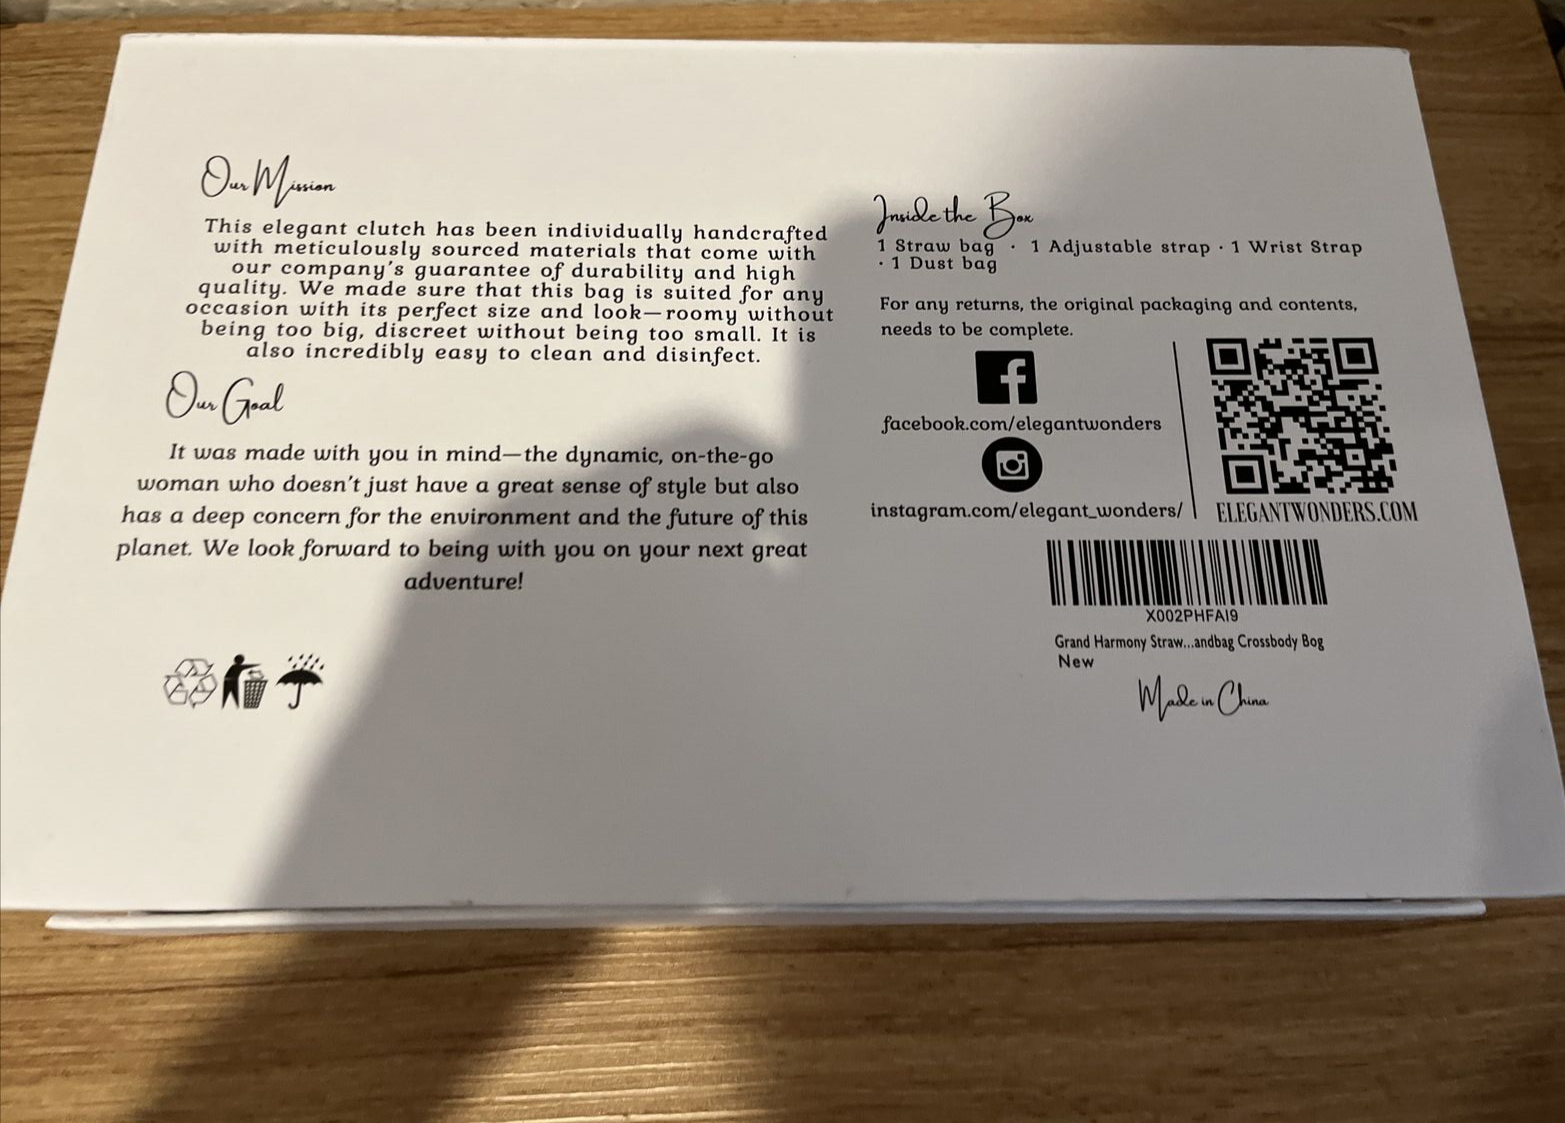 Our Mission
This elegant clutch has been individually handcrafted
with meticulously sourced materials that come with
our company's guarantee of durability and high
quality. We made sure that this bag is suited for any
occasion with its perfect size and look—roomy without
being too big, discreet without being too small. It is
also incredibly easy to clean and disinfect.
Our Goal
It was made with you in mind—the dynamic, on-the-go
woman who doesn't just have a great sense of style but also
has a deep concern for the environment and the future of this
planet. We look forward to being with you on your next great
adventure!
Inside the Box
1 Straw bag · 1 Adjustable strap · 1 Wrist Strap
· 1 Dust bag
For any returns, the original packaging and contents,
needs to be complete.
facebook.com/elegantwonders
instagram.com/elegant_wonders/
ELEGANTWONDERS.COM
X002PHFAI9
Grand Harmony Straw...andbag Crossbody Bog
New
Made in China